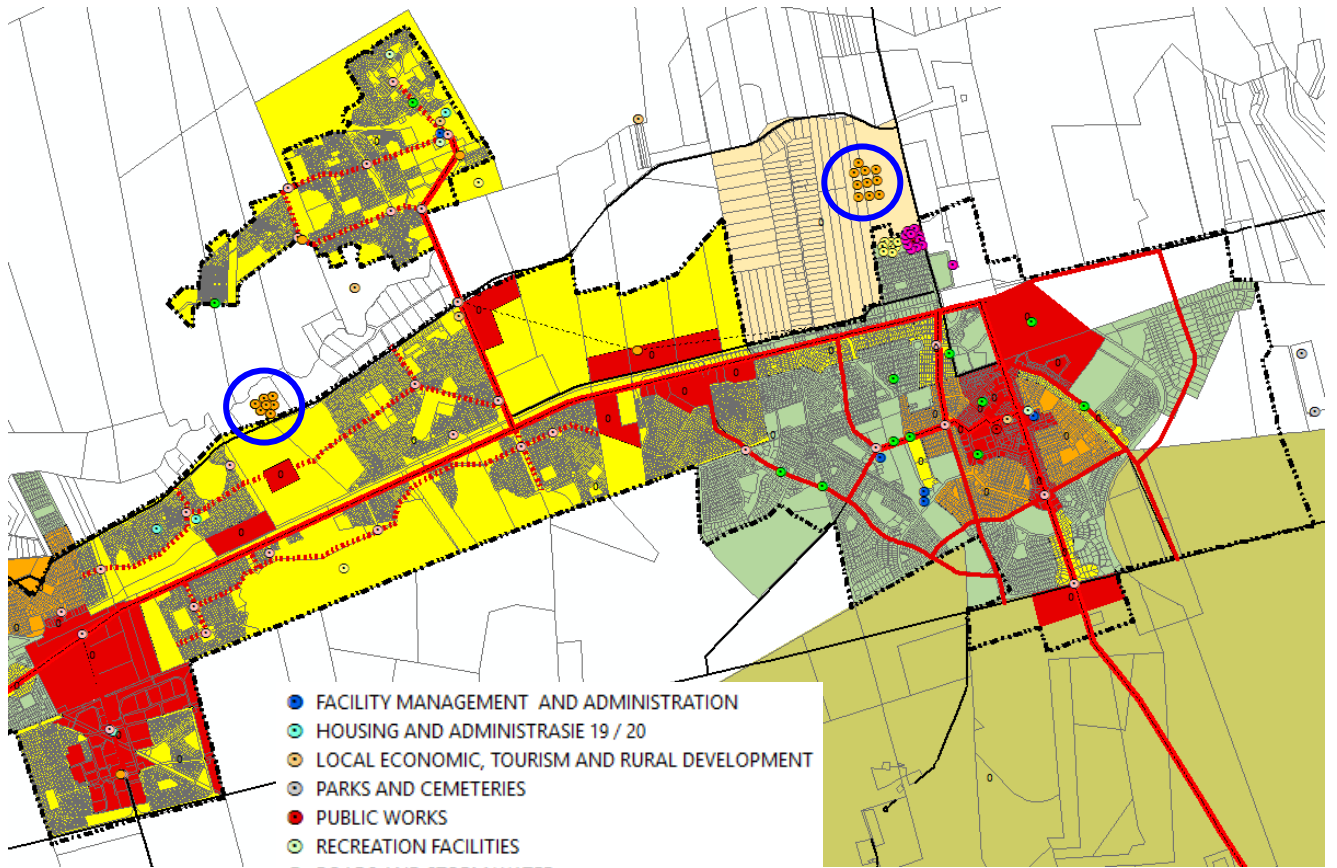 FACILITY MANAGEMENT AND ADMINISTRATION
HOUSING AND ADMINISTRASIE 19 / 20
LOCAL ECONOMIC, TOURISM AND RURAL DEVELOPMENT
PARKS AND CEMETERIES
PUBLIC WORKS
RECREATION FACILITIES